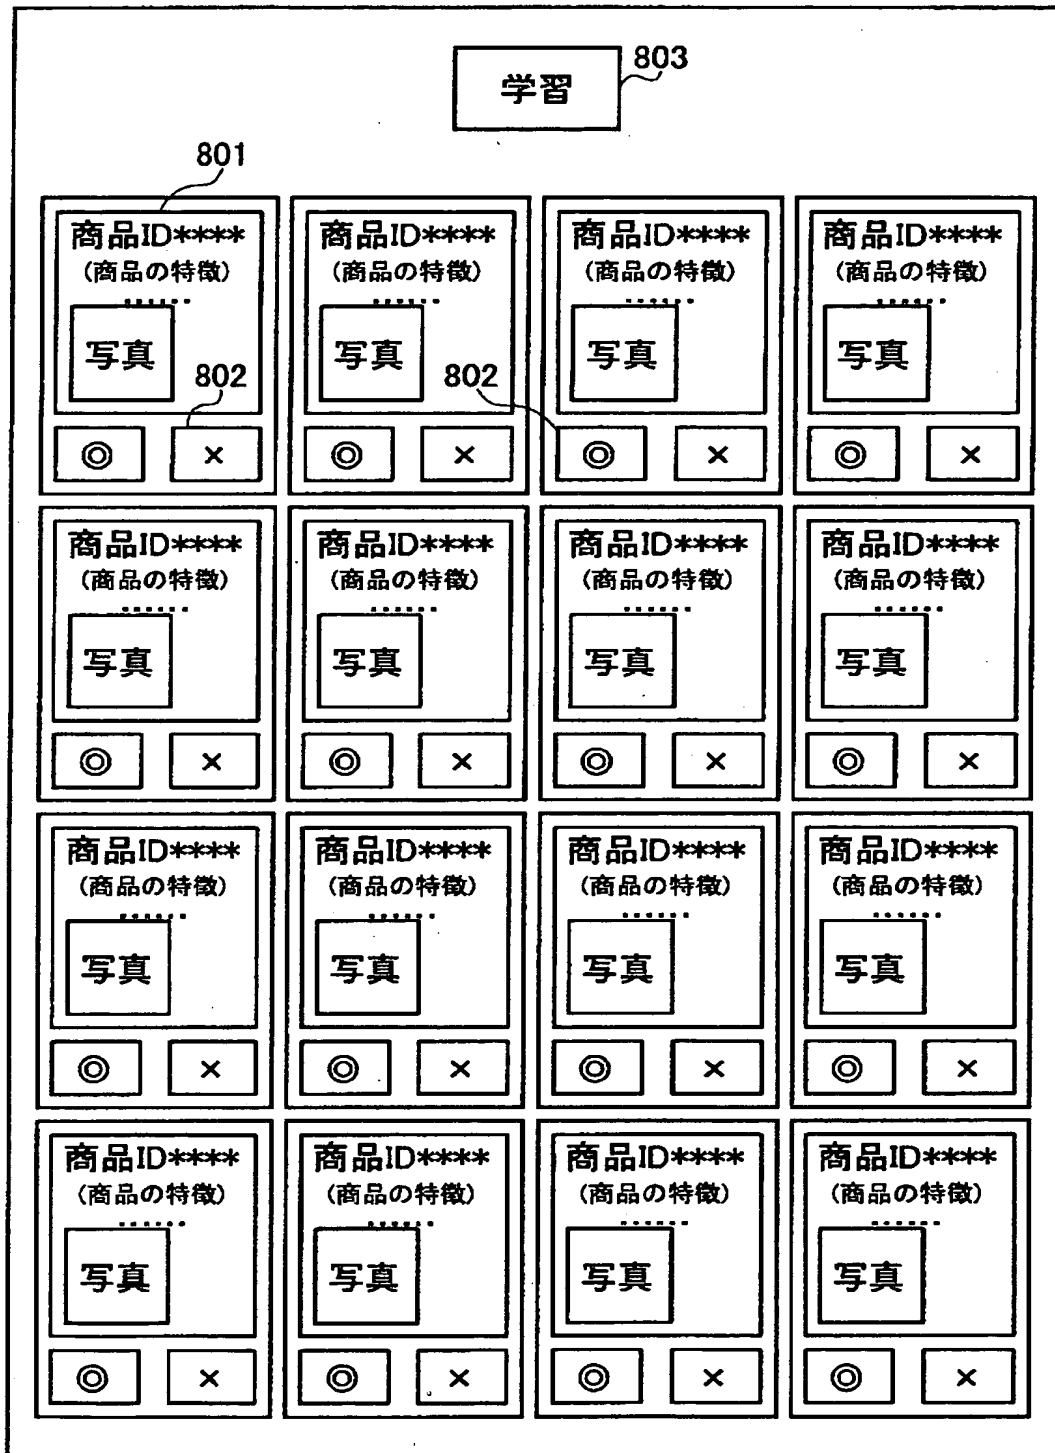 803
学習
801
商品ID**** 商品ID**** 商品ID**** 商品ID****
(商品の特徴) (商品の特徴) (商品の特徴) (商品の特徴)
...... ...... ...... ......
写真 写真 写真 写真
802 802
◎ × ◎ × ◎ × ◎ ×
商品ID**** 商品ID**** 商品ID**** 商品ID****
(商品の特徴) (商品の特徴) (商品の特徴) (商品の特徴)
...... ...... ...... ......
写真 写真 写真 写真
◎ × ◎ × ◎ × ◎ ×
商品ID**** 商品ID**** 商品ID**** 商品ID****
(商品の特徴) (商品の特徴) (商品の特徴) (商品の特徴)
...... ...... ...... ......
写真 写真 写真 写真
◎ × ◎ × ◎ × ◎ ×
商品ID**** 商品ID**** 商品ID**** 商品ID****
(商品の特徴) (商品の特徴) (商品の特徴) (商品の特徴)
...... ...... ...... ......
写真 写真 写真 写真
◎ × ◎ × ◎ × ◎ ×